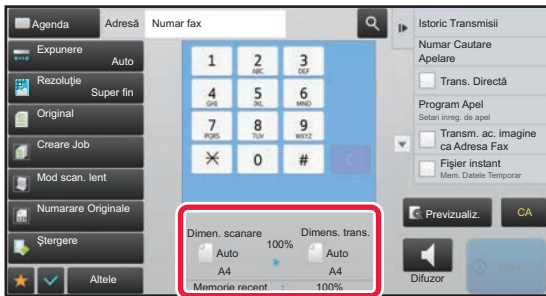 Agenda
Adresă
Numar fax
Expunere
Auto
Rezoluție
Super fin
Original
Creare Job
Mod scan. lent
Numarare Originale
Ştergere
Altele
1
2
ABC
3
DEF
4
GHI
5
JKL
6
MNO
7
PQRS
8
TUV
9
WXYZ
0
#
C
Dimen. scanare
100%
Dimens. trans.
Auto
A4
Auto
A4
Memorie recept. : 100%
Istoric Transmisii
Numar Cautare
Apelare
Trans. Directă
Program Apel
Setari inreg. de apel
Transm. ac. imagine
ca Adresa Fax
Fişier instant
Mem. Datele Temporar
Previzualiz.
CA
Difuzor
Start